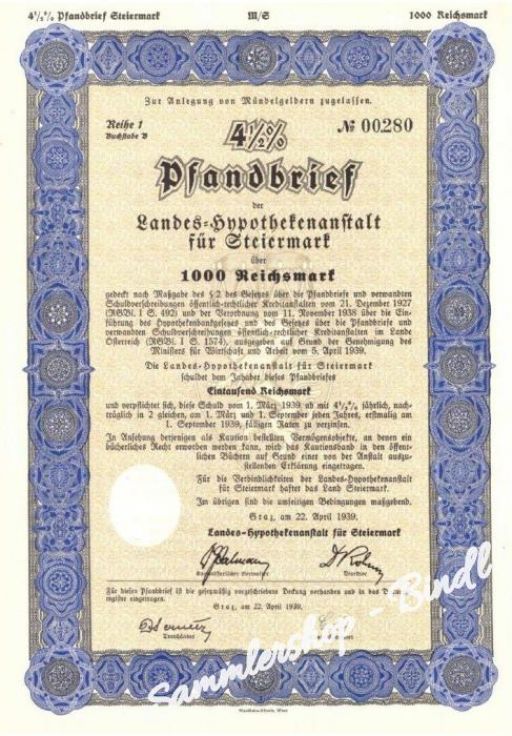 4½% Pfandbrief Steiermark M/S 1000 Reichsmark
Zur Anlegung von Mündelgeldern zugelassen.
Reihe 1 № 00280
Buchstabe B
4½%
Pfandbrief
der
Landes-Hypothekenanstalt
für Steiermark
über
1000 Reichsmark
gedeckt nach Maßgabe des § 2 des Gesetzes über die Pfandbriefe und verwandten
Schuldverschreibungen öffentlich-rechtlicher Kreditanstalten vom 21. Dezember 1927
(RGBl. I S. 492) und der Verordnung vom 11. November 1938 über die Ein-
führung des Hypothekenbankgesetzes und des Gesetzes über die Pfandbriefe und
verwandten Schuldverschreibungen öffentlich-rechtlicher Kreditanstalten im Lande
Österreich (RGBl. I S. 1574), ausgegeben auf Grund der Genehmigung des
Ministers für Wirtschaft und Arbeit vom 5. April 1939.
Die Landes-Hypothekenanstalt für Steiermark
schuldet dem Inhaber dieses Pfandbriefes
Eintausend Reichsmark
und verpflichtet sich, diese Schuld vom 1. März 1939 ab mit 4½% jährlich, nach-
träglich in 2 gleichen, am 1. März und 1. September jeden Jahres, erstmalig am
1. September 1939, fälligen Raten zu verzinsen.
In Ansehung derjenigen als Kaution bestellten Vermögensobjekte, an denen ein
bücherliches Recht erworben werden kann, wird das Kautionsband in den öffent-
lichen Büchern auf Grund einer von der Anstalt auszu-
stellenden Erklärung eingetragen.
Für die Verbindlichkeiten der Landes-Hypothekenanstalt
für Steiermark haftet das Land Steiermark.
Im übrigen sind die umseitigen Bedingungen maßgebend.
Graz, am 22. April 1939.
Landes-Hypothekenanstalt für Steiermark
Kommissarischer Verwalter Direktor
Für diesen Pfandbrief ist die gesetzmäßig vorgeschriebene Deckung vorhanden und in das
register eingetragen.
Graz, am 22. April 1939.
Treuhänder
Sammlershop - Bindl